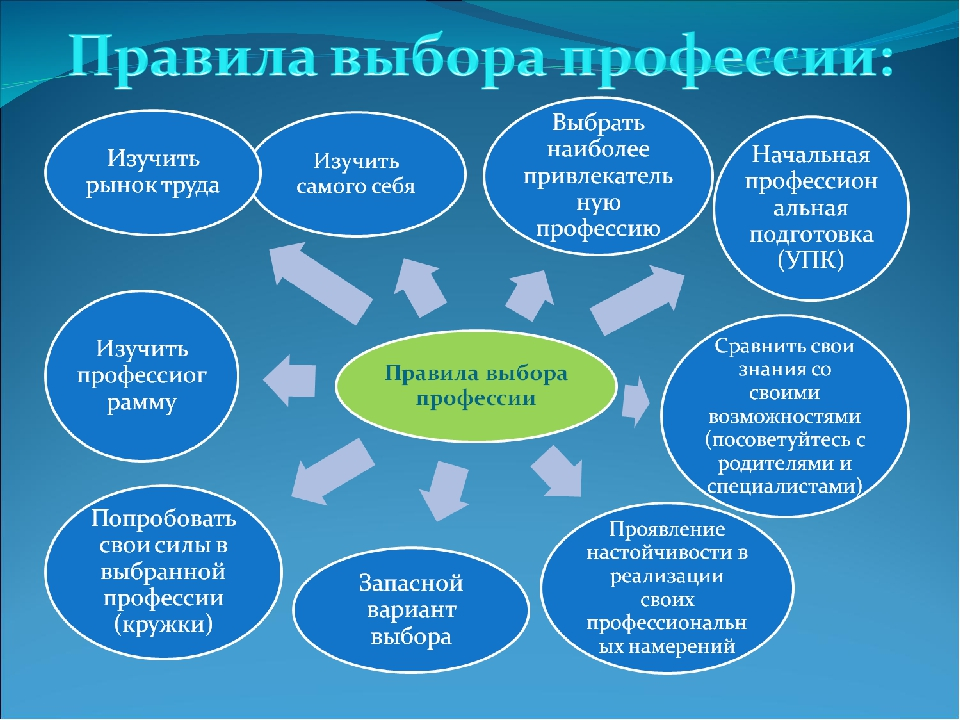 Правила выбора профессии:
Изучить
рынок труда
Изучить
самого себя
Выбрать
наиболее
привлекатель
ную
профессию
Начальная
профессион
альная
подготовка
(УПК)
Изучить
профессиог
рамму
Правила выбора
профессии
Сравнить свои
знания со
своими
возможностями
(посоветуйтесь с
родителями и
специалистами)
Попробовать
свои силы в
выбранной
профессии
(кружки)
Запасной
вариант
выбора
Проявление
настойчивости в
реализации
своих
профессиональн
ых намерений